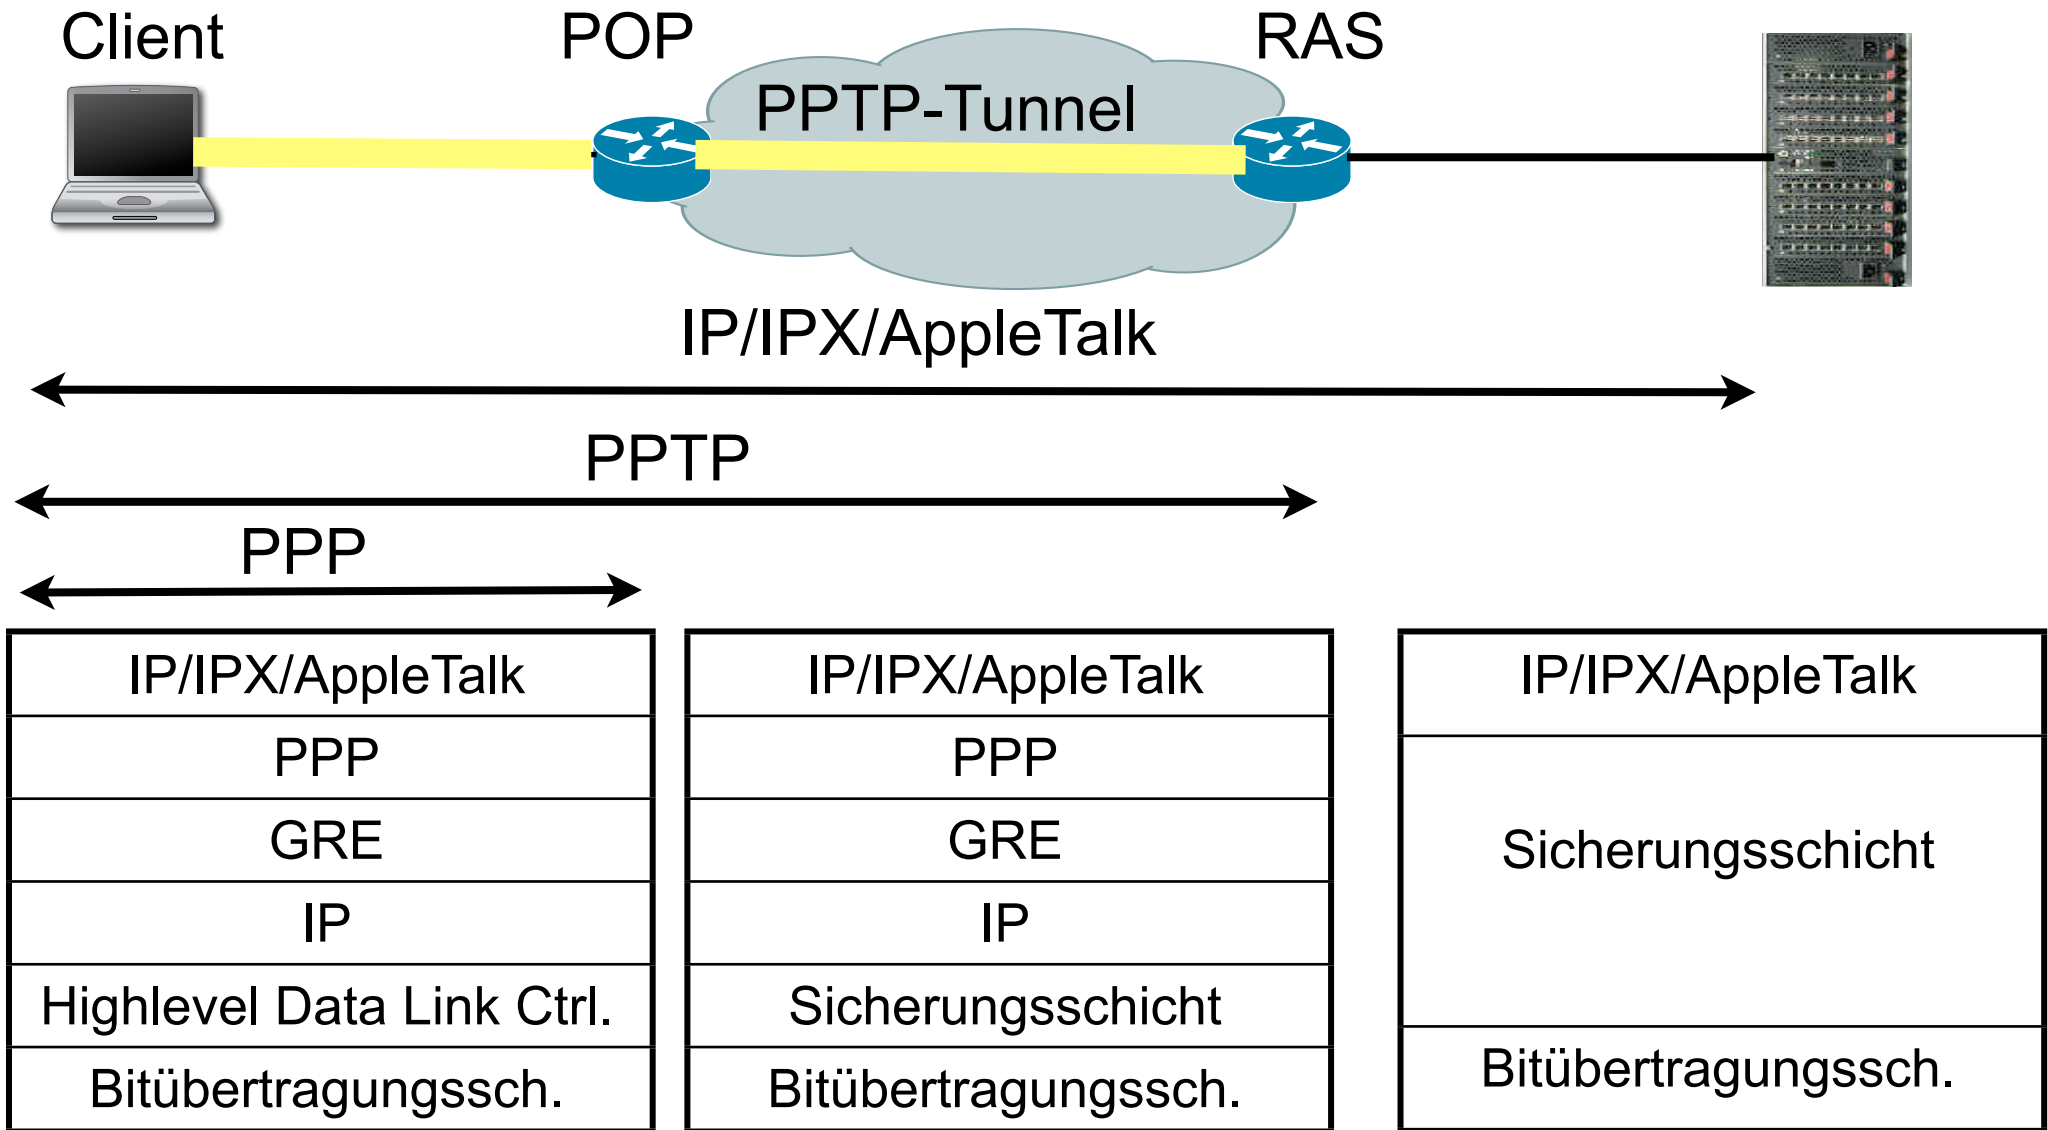 Client
POP
RAS
PPTP-Tunnel
IP/IPX/AppleTalk
PPTP
PPP
IP/IPX/AppleTalk
PPP
GRE
IP
Highlevel Data Link Ctrl.
Bitübertragungssch.
IP/IPX/AppleTalk
PPP
GRE
IP
Sicherungsschicht
Bitübertragungssch.
IP/IPX/AppleTalk
Sicherungsschicht
Bitübertragungssch.